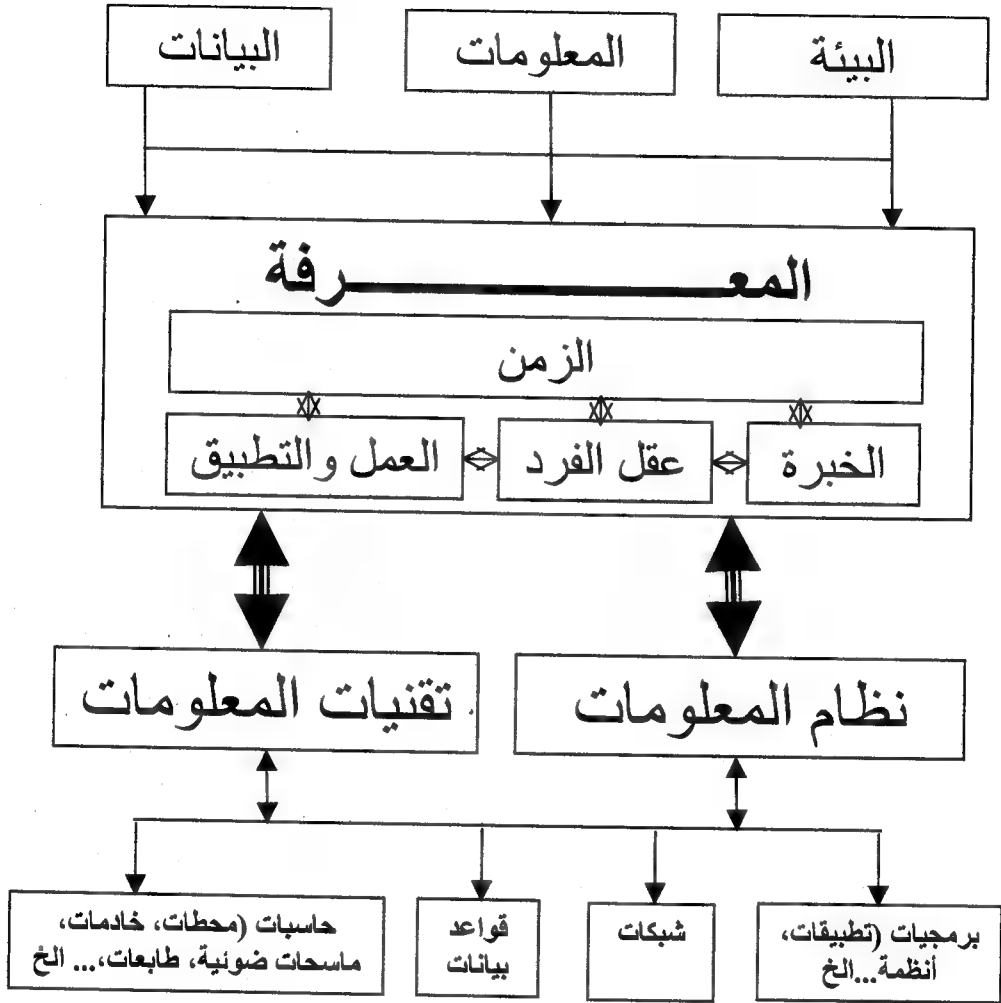 البيئة
المعلومات
البيانات
المعـــــــــــرفة
الزمن
الخبرة
عقل الفرد
العمل والتطبيق
نظام المعلومات
تقنيات المعلومات
برمجيات (تطبيقات،
أنظمة...الخ
شبكات
قواعد
بيانات
حاسبات (محطات، خادمات،
ماسحات ضوئية، طابعات،... الخ